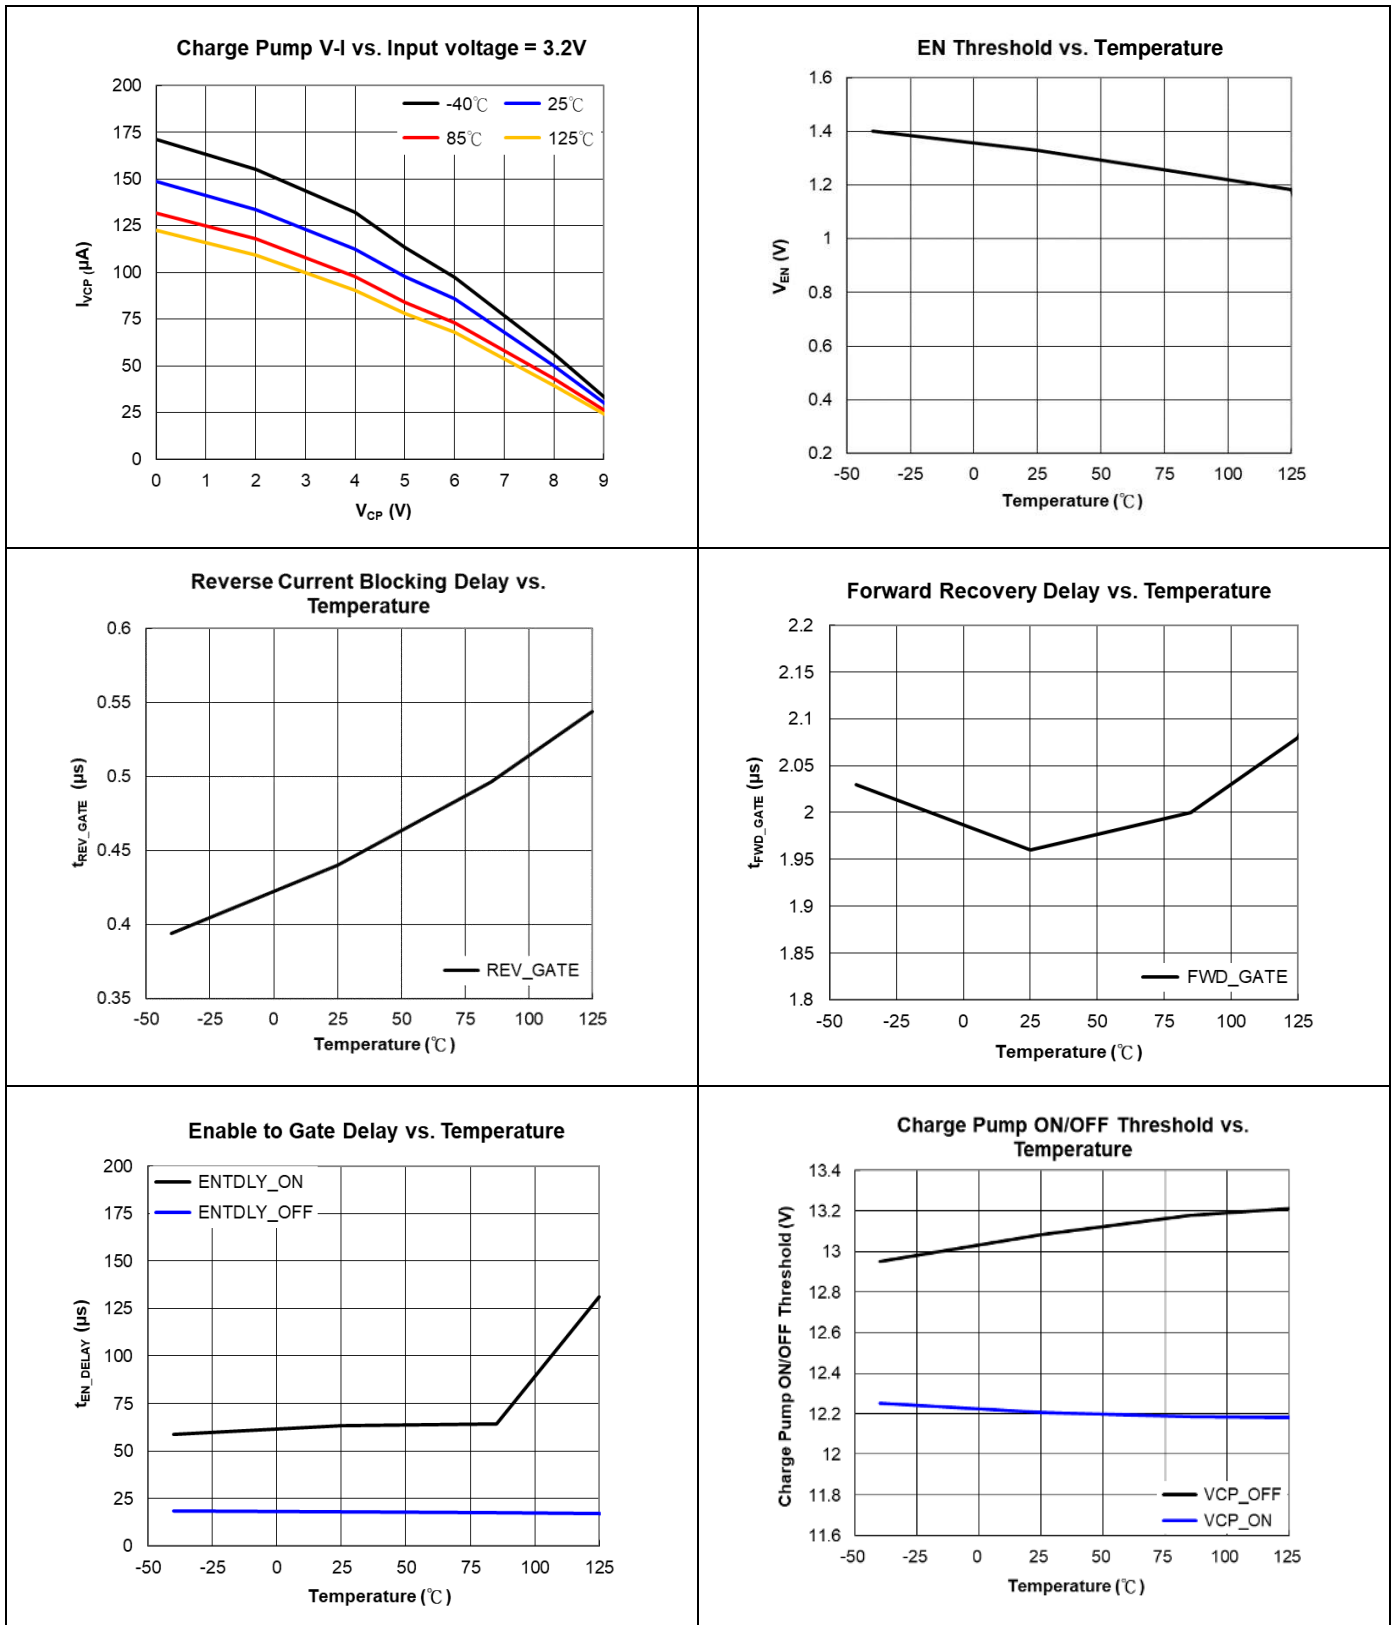 Charge Pump V-I vs. Input voltage = 3.2V
-40℃ 25℃
85℃ 125℃
200
175
150
125
100
75
50
25
0
0 1 2 3 4 5 6 7 8 9
IVCP (µA)
VCP (V)
EN Threshold vs. Temperature
1.6
1.4
1.2
1
0.8
0.6
0.4
0.2
-50 -25 0 25 50 75 100 125
VEN (V)
Temperature (℃)
Reverse Current Blocking Delay vs.
Temperature
0.6
0.55
0.5
0.45
0.4
0.35
-50 -25 0 25 50 75 100 125
tREV_GATE (µs)
REV_GATE
Temperature (℃)
Forward Recovery Delay vs. Temperature
2.2
2.15
2.1
2.05
2
1.95
1.9
1.85
1.8
-50 -25 0 25 50 75 100 125
tFWD_GATE (µs)
FWD_GATE
Temperature (℃)
Enable to Gate Delay vs. Temperature
ENTDLY_ON
ENTDLY_OFF
200
175
150
125
100
75
50
25
0
-50 -25 0 25 50 75 100 125
tEN_DELAY (µs)
Temperature (℃)
Charge Pump ON/OFF Threshold vs.
Temperature
13.4
13.2
13
12.8
12.6
12.4
12.2
12
11.8
11.6
-50 -25 0 25 50 75 100 125
Charge Pump ON/OFF Threshold (V)
VCP_OFF
VCP_ON
Temperature (℃)